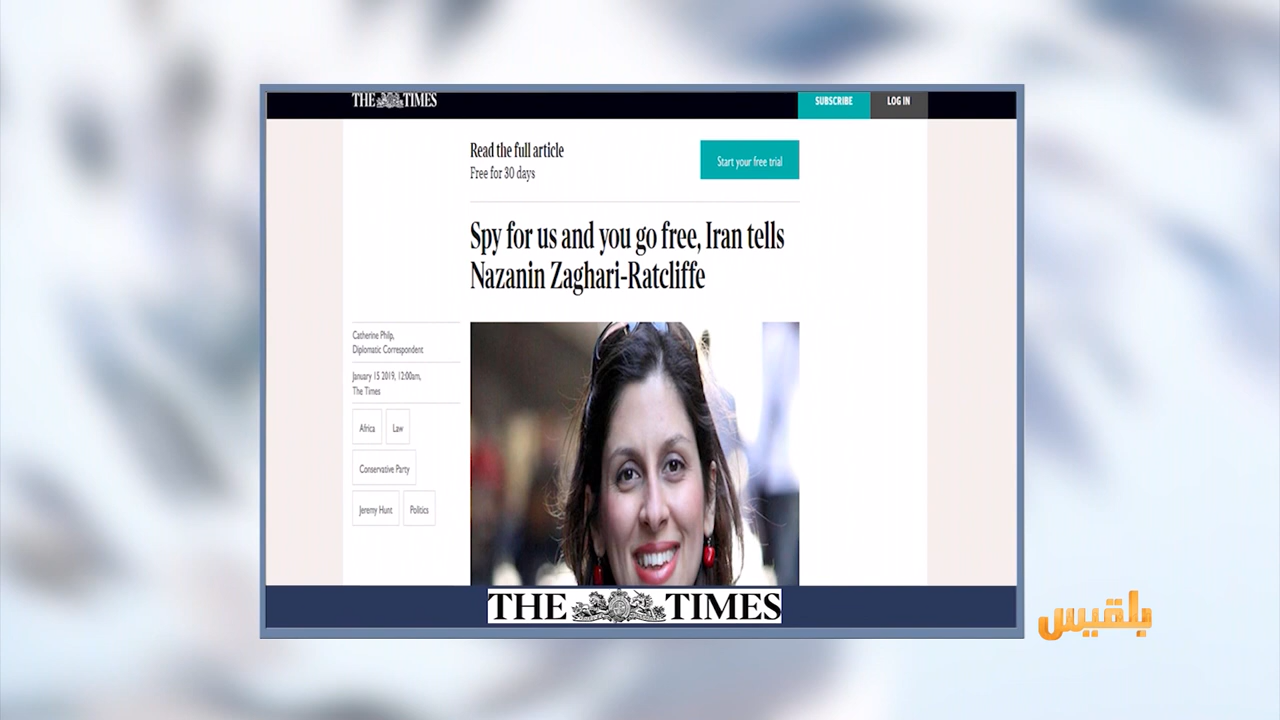 THE TIMES
SUBSCRIBE
LOG IN
Read the full article
Free for 30 days
Start your free trial
Spy for us and you go free, Iran tells
Nazanin Zaghari-Ratcliffe
Catherine Philp,
Diplomatic Correspondent
January 15 2019, 12:00am,
The Times
Africa
Law
Conservative Party
Jeremy Hunt
Politics
THE TIMES
بلقيس